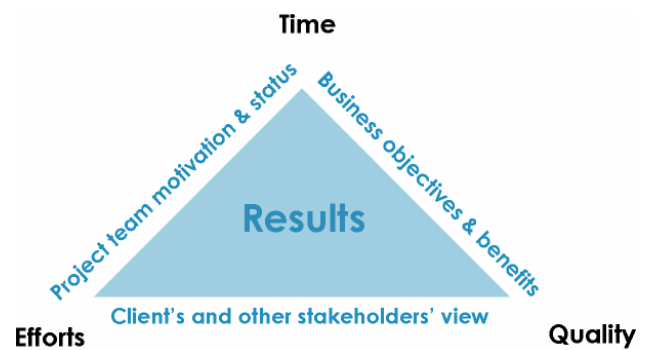 Time
Project team motivation & status
Business objectives & benefits
Results
Client's and other stakeholders' view
Efforts
Quality